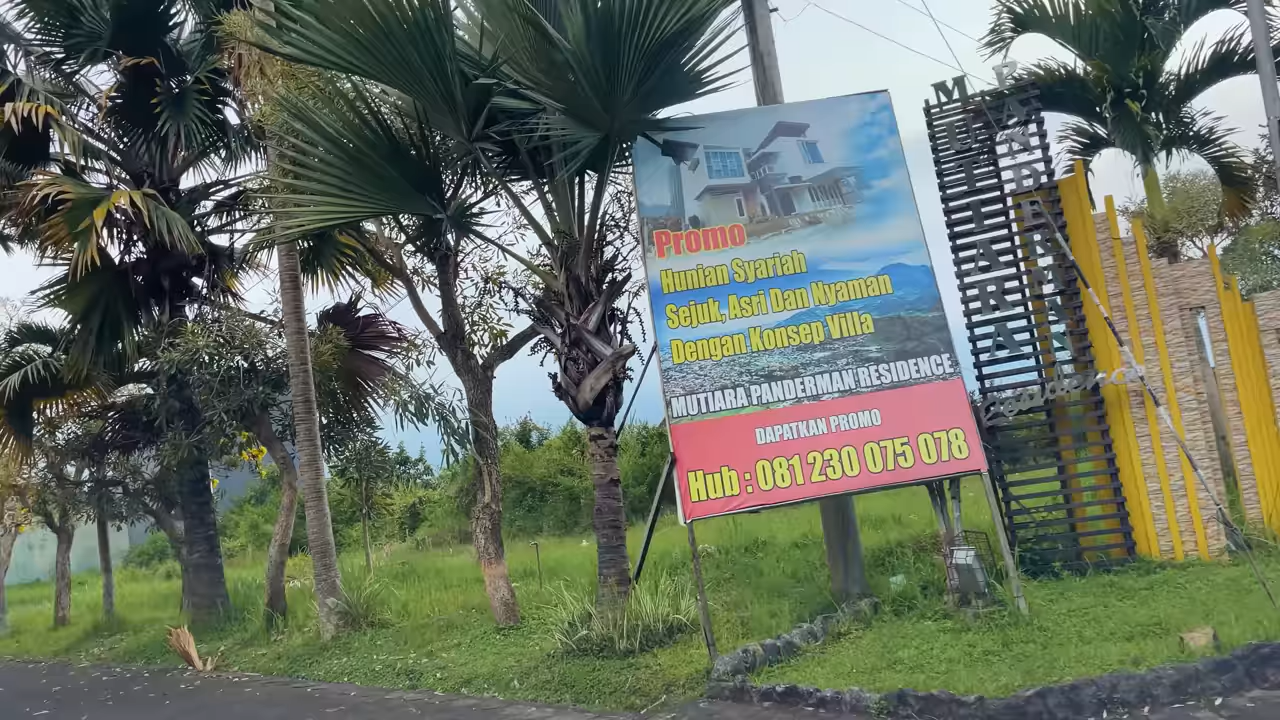 Promo
Hunian Syariah
Sejuk, Asri Dan Nyaman
Dengan Konsep Villa
MUTIARA PANDERMAN RESIDENCE
DAPATKAN PROMO
Hub : 081 230 075 078
MUTIARA
PANDERMAN
Residence